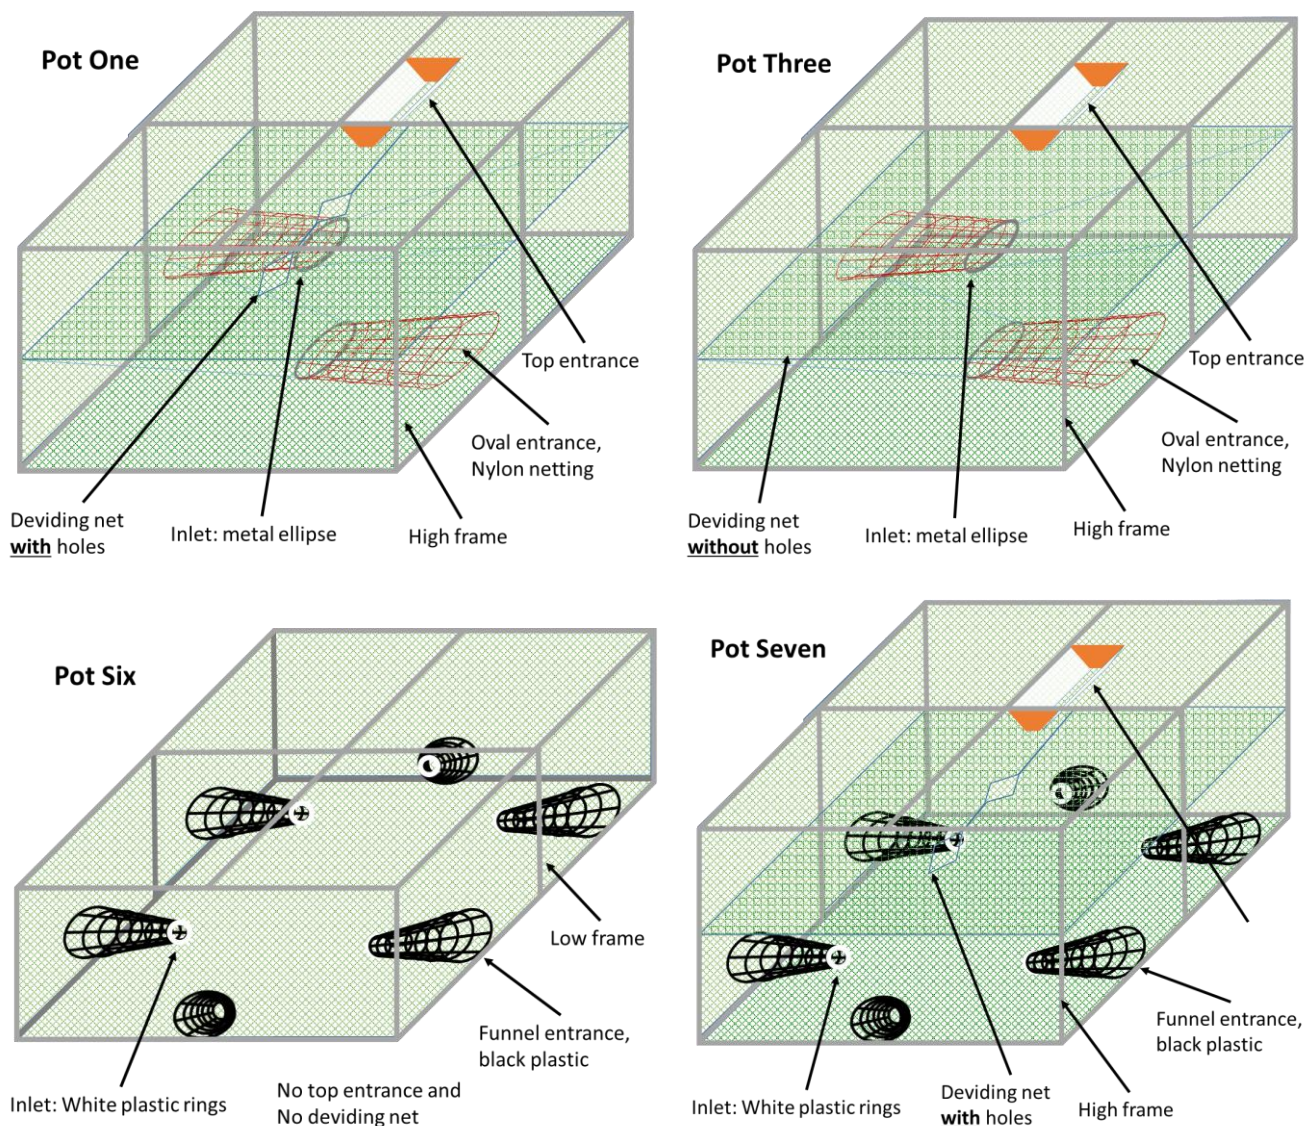 Pot One
Top entrance
Oval entrance,
Nylon netting
Deviding net
with holes
Inlet: metal ellipse
High frame
Pot Three
Top entrance
Oval entrance,
Nylon netting
Deviding net
without holes
Inlet: metal ellipse
High frame
Pot Six
Low frame
Funnel entrance,
black plastic
Inlet: White plastic rings
No top entrance and
No deviding net
Pot Seven
Funnel entrance,
black plastic
Inlet: White plastic rings
Deviding net
with holes
High frame